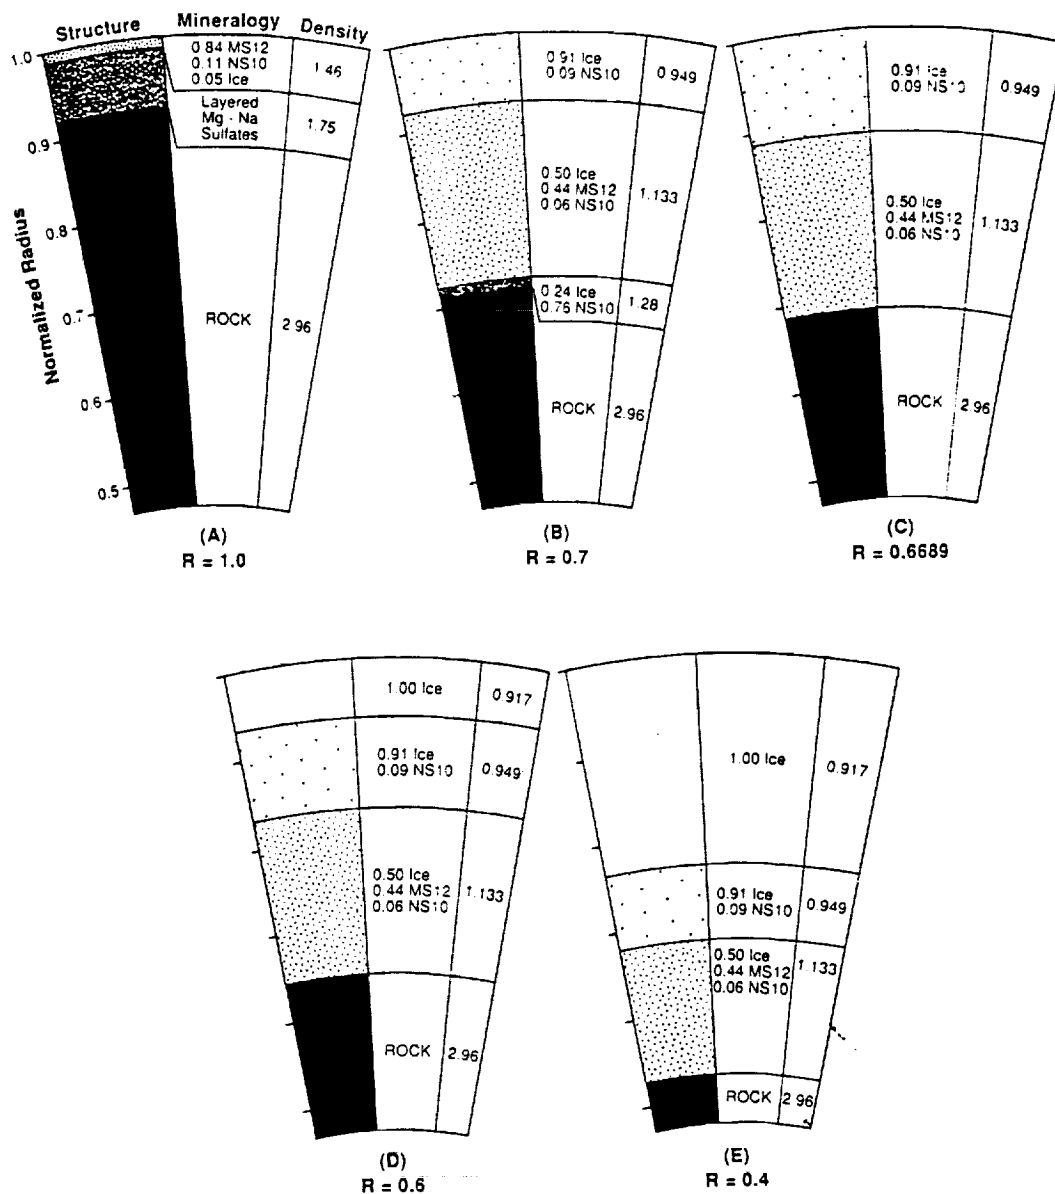 Structure Mineralogy Density
1.0
0.9
0.8
0.7
0.6
0.5
Normalized Radius
0.84 MS12
0.11 NS10
0.05 Ice
1.46
Layered
Mg - Na
Sulfates
1.75
ROCK
2.96
(A)
R = 1.0
0.91 Ice
0.09 NS10
0.949
0.50 Ice
0.44 MS12
0.06 NS10
1.133
0.24 Ice
0.76 NS10
1.28
ROCK
2.96
(B)
R = 0.7
0.91 Ice
0.09 NS10
0.949
0.50 Ice
0.44 MS12
0.06 NS10
1.133
ROCK
2.96
(C)
R = 0.6689
1.00 Ice
0.917
0.91 Ice
0.09 NS10
0.949
0.50 Ice
0.44 MS12
0.06 NS10
1.133
ROCK
2.96
(D)
R = 0.6
1.00 Ice
0.917
0.91 Ice
0.09 NS10
0.949
0.50 Ice
0.44 MS12
0.06 NS10
1.133
ROCK
2.96
(E)
R = 0.4